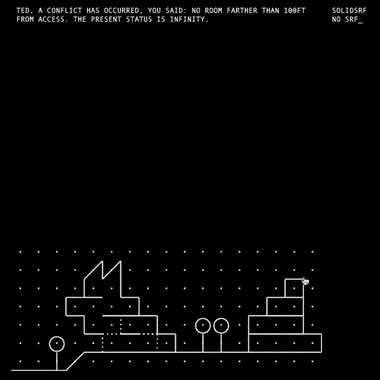 TED, A CONFLICT HAS OCCURRED, YOU SAID: NO ROOM FARTHER THAN 100FT
FROM ACCESS. THE PRESENT STATUS IS INFINITY.
SOLIDSRF
NO SRF_